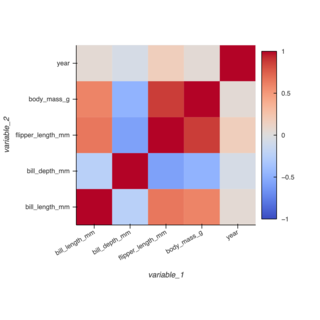 year
body_mass_g
flipper_length_mm
bill_depth_mm
bill_length_mm
variable_2
bill_length_mm
bill_depth_mm
flipper_length_mm
body_mass_g
year
variable_1
1
0.5
0
−0.5
−1